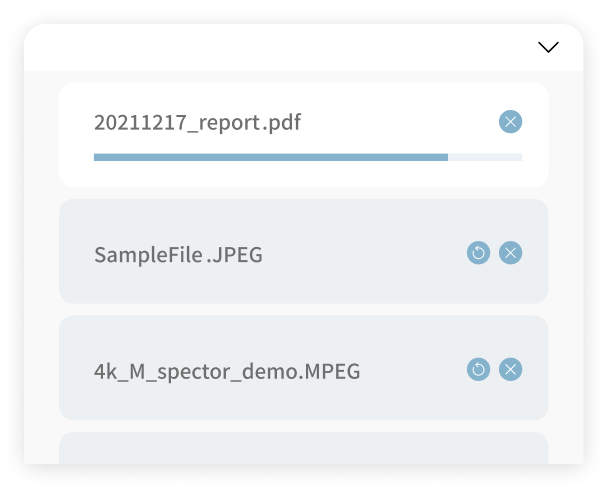 20211217_report.pdf
SampleFile.JPEG
4k_M_spector_demo.MPEG